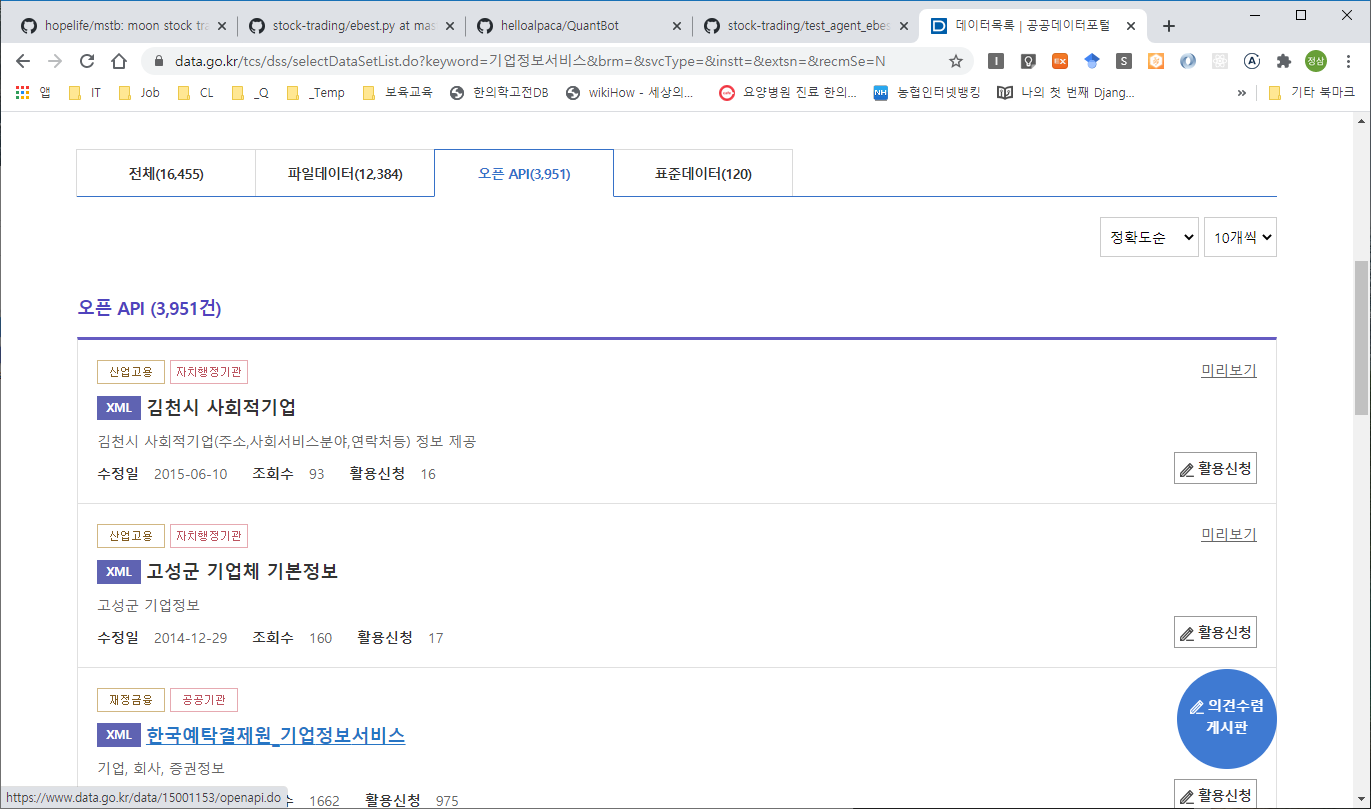 hopelife/mstb: moon stock tra
stock-trading/ebest.py at mas
helloalpaca/QuantBot
stock-trading/test_agent_ebes
데이터목록 | 공공데이터포털
data.go.kr/tcs/dss/selectDataSetList.do?keyword=기업정보서비스&brm=&svcType=&instt=&extsn=&recmSe=N
정상
앱 IT Job CL _Q _Temp 보육교육 한의학고전DB wikiHow - 세상의... 요양병원 진료 한의... NH 농협인터넷뱅킹 나의 첫 번째 Djang... » 기타 북마크
전체(16,455) 파일데이터(12,384) 오픈 API(3,951) 표준데이터(120)
정확도순 10개씩
오픈 API (3,951건)
산업고용 자치행정기관 미리보기
XML 김천시 사회적기업
김천시 사회적기업(주소,사회서비스분야,연락처등) 정보 제공
수정일 2015-06-10 조회수 93 활용신청 16 활용신청
산업고용 자치행정기관 미리보기
XML 고성군 기업체 기본정보
고성군 기업정보
수정일 2014-12-29 조회수 160 활용신청 17 활용신청
재정금융 공공기관
의견수렴
게시판
XML 한국예탁결제원_기업정보서비스
기업, 회사, 증권정보
https://www.data.go.kr/data/15001153/openapi.do 1662 활용신청 975 활용신청